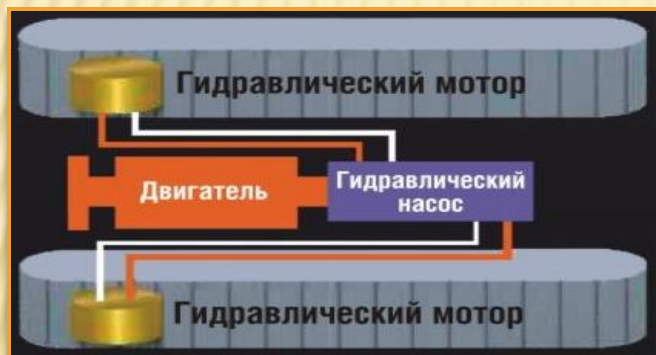 Гидравлический мотор
Двигатель
Гидравлический
насос
Гидравлический мотор